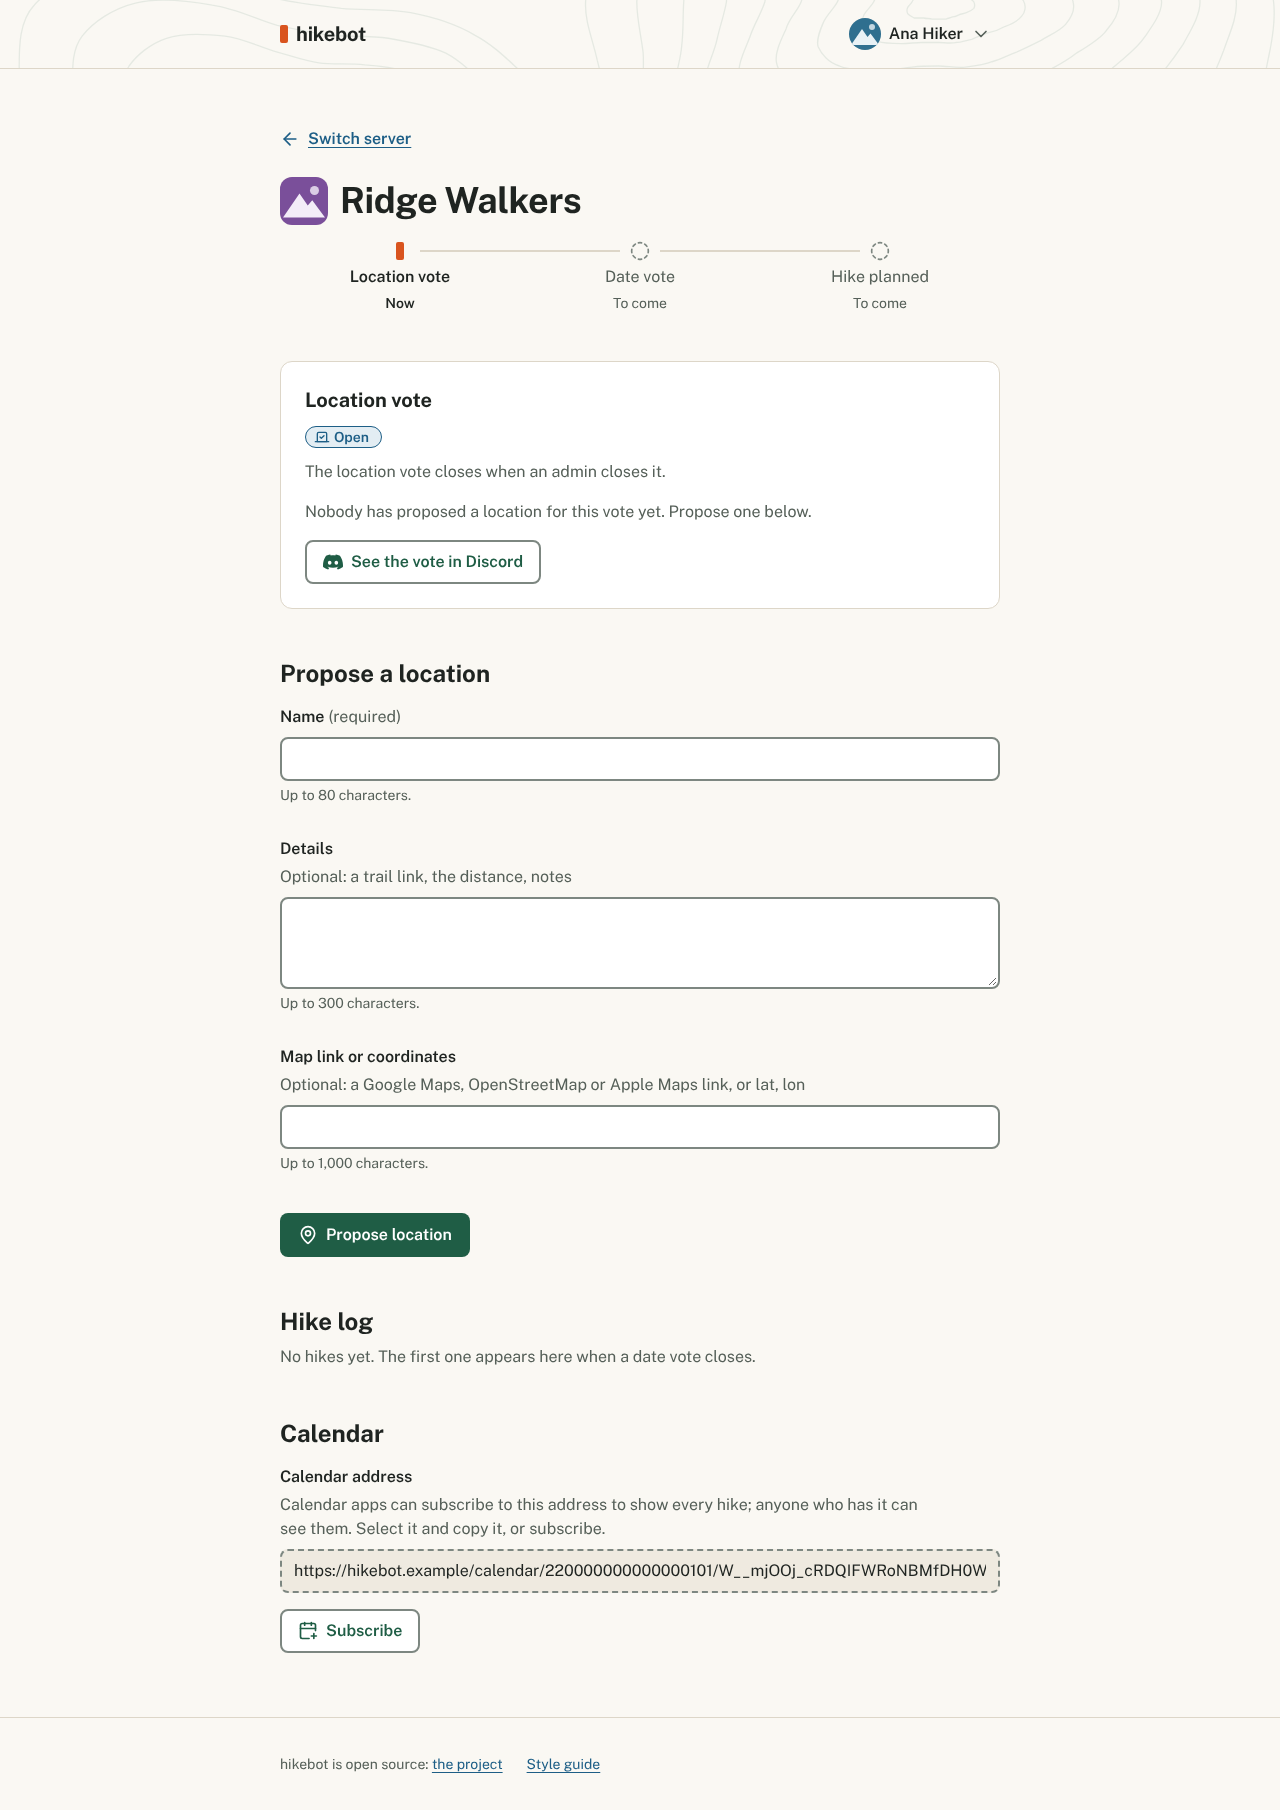 hikebot
Ana Hiker
Switch server
Ridge Walkers
Location vote
Now
Date vote
To come
Hike planned
To come
Location vote
Open
The location vote closes when an admin closes it.
Nobody has proposed a location for this vote yet. Propose one below.
See the vote in Discord
Propose a location
Name (required)
Up to 80 characters.
Details
Optional: a trail link, the distance, notes
Up to 300 characters.
Map link or coordinates
Optional: a Google Maps, OpenStreetMap or Apple Maps link, or lat, lon
Up to 1,000 characters.
Propose location
Hike log
No hikes yet. The first one appears here when a date vote closes.
Calendar
Calendar address
Calendar apps can subscribe to this address to show every hike; anyone who has it can
see them. Select it and copy it, or subscribe.
https://hikebot.example/calendar/220000000000000101/W__mjOOj_cRDQIFWRoNBMfDH0W
Subscribe
hikebot is open source: the project
Style guide